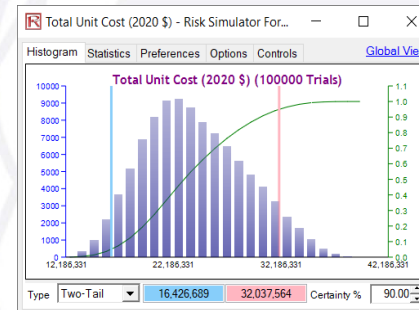 Total Unit Cost (2020 $) - Risk Simulator For...
Histogram Statistics Preferences Options Controls Global Vie
Total Unit Cost (2020 $) (100000 Trials)
10000 1.1
9000 1.0
8000 0.9
7000 0.8
6000 0.7
5000 0.6
4000 0.5
3000 0.4
2000 0.3
1000 0.2
0 0.1
0.0
12,186,331 22,186,331 32,186,331 42,186,331
Type Two-Tail 16,426,689 32,037,564 Certainty % 90.00